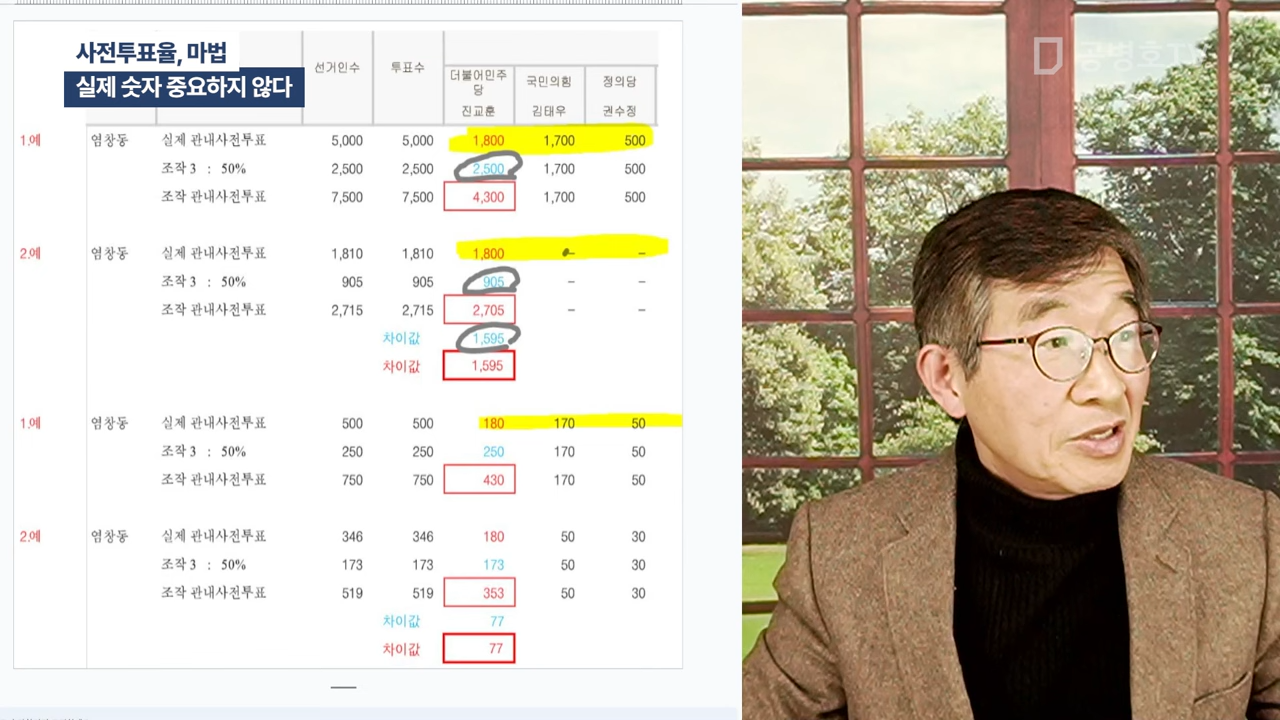 사전투표율, 마법
실제 숫자 중요하지 않다
공병호TV
선거인수 투표수 더불어민주당 진교훈 국민의힘 김태우 정의당 권수정
1.예 염창동 실제 관내사전투표 5,000 5,000 1,800 1,700 500
조작 3 : 50% 2,500 2,500 2,500 1,700 500
조작 관내사전투표 7,500 7,500 4,300 1,700 500
2.예 염창동 실제 관내사전투표 1,810 1,810 1,800 – –
조작 3 : 50% 905 905 905 – –
조작 관내사전투표 2,715 2,715 2,705 – –
차이값 1,595
차이값 1,595
1.예 염창동 실제 관내사전투표 500 500 180 170 50
조작 3 : 50% 250 250 250 170 50
조작 관내사전투표 750 750 430 170 50
2.예 염창동 실제 관내사전투표 346 346 180 50 30
조작 3 : 50% 173 173 173 50 30
조작 관내사전투표 519 519 353 50 30
차이값 77
차이값 77